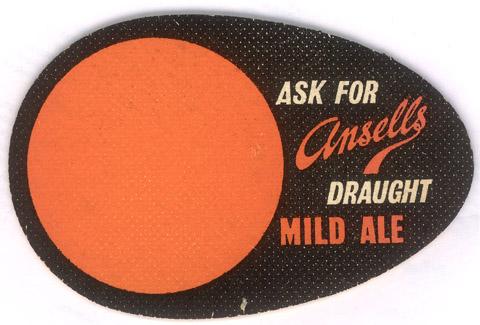 ASK FOR
Ansells
DRAUGHT
MILD ALE